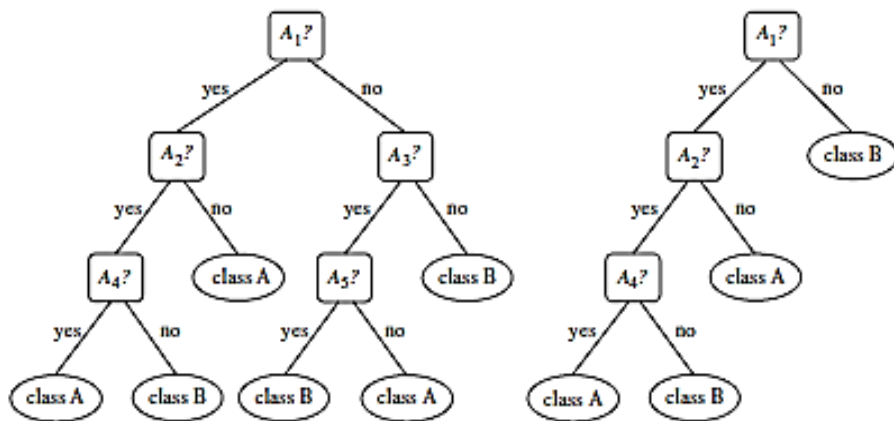 A1? A1?
yes no yes no
A2? A3? A2? class B
yes no yes no yes no
A4? class A A5? class B A4? class A
yes no yes no yes no
class A class B class B class A class A class B